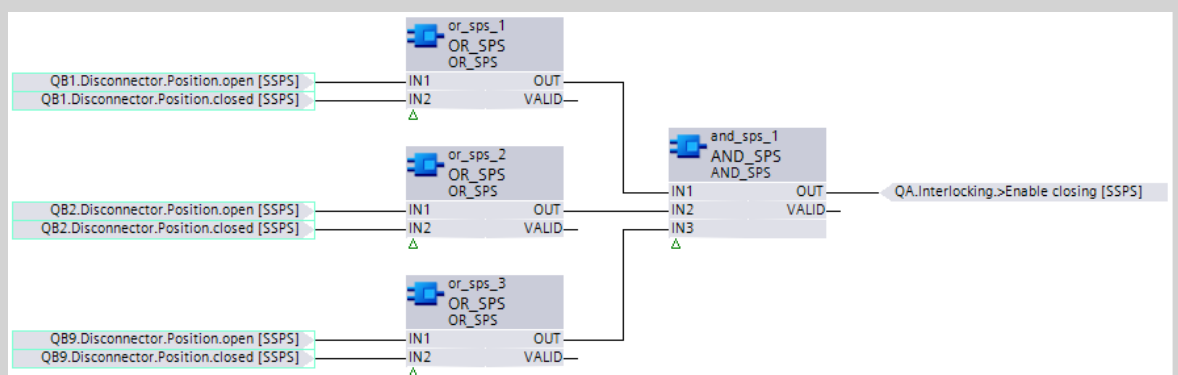 or_sps_1
OR_SPS
OR_SPS
QB1.Disconnector.Position.open [SSPS]
IN1
OUT
QB1.Disconnector.Position.closed [SSPS]
IN2
VALID
or_sps_2
OR_SPS
OR_SPS
QB2.Disconnector.Position.open [SSPS]
IN1
OUT
QB2.Disconnector.Position.closed [SSPS]
IN2
VALID
or_sps_3
OR_SPS
OR_SPS
QB9.Disconnector.Position.open [SSPS]
IN1
OUT
QB9.Disconnector.Position.closed [SSPS]
IN2
VALID
and_sps_1
AND_SPS
AND_SPS
IN1
OUT
IN2
VALID
IN3
QA.Interlocking.>Enable closing [SSPS]